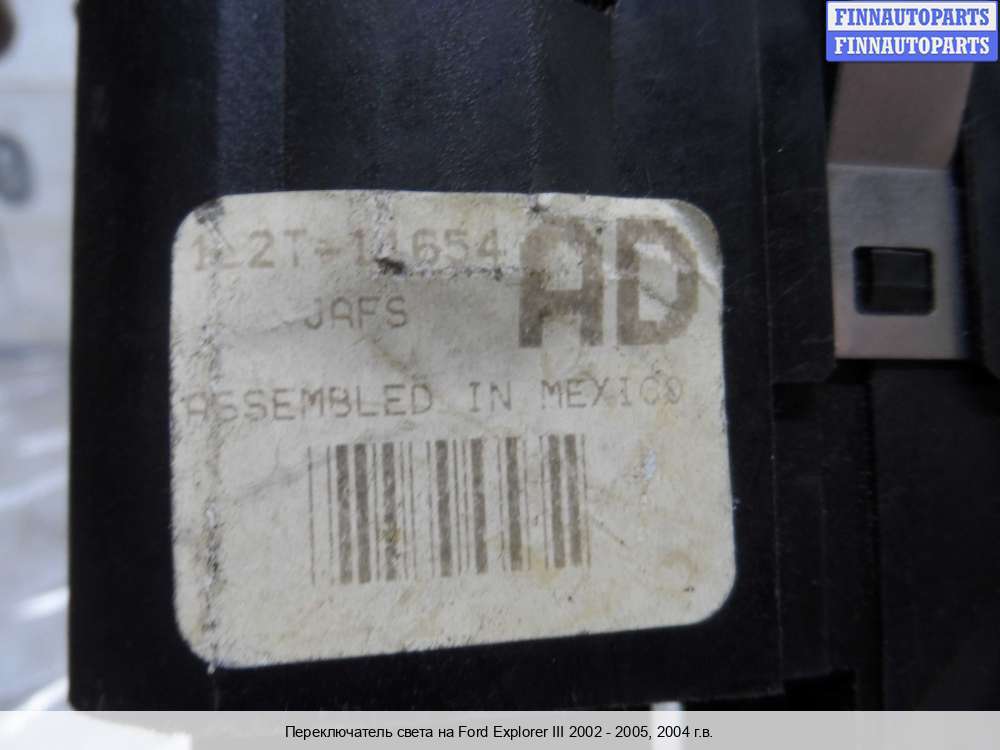 FINNAUTOPARTS
FINNAUTOPARTS
AD
JAFS
ASSEMBLED IN MEXICO
Переключатель света на Ford Explorer III 2002 - 2005, 2004 г.в.